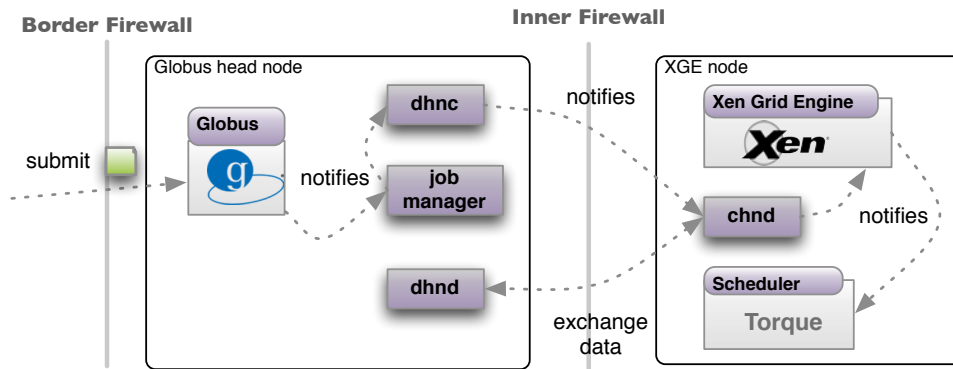 Border Firewall
Inner Firewall
Globus head node
XGE node
submit
Globus
g
notifies
dhnc
job
manager
dhnd
notifies
exchange
data
Xen Grid Engine
Xen
chnd
notifies
Scheduler
Torque